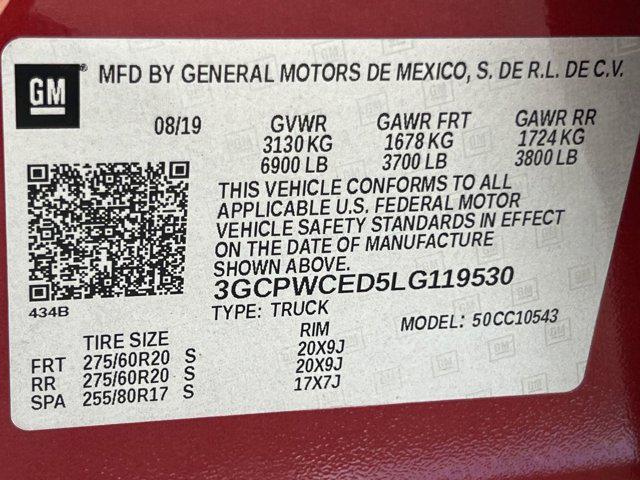 GM
MFD BY GENERAL MOTORS DE MEXICO, S. DE R.L. DE C.V.
08/19 GVWR GAWR FRT GAWR RR
3130 KG 1678 KG 1724 KG
6900 LB 3700 LB 3800 LB
THIS VEHICLE CONFORMS TO ALL
APPLICABLE U.S. FEDERAL MOTOR
VEHICLE SAFETY STANDARDS IN EFFECT
ON THE DATE OF MANUFACTURE
SHOWN ABOVE.
3GCPWCED5LG119530
434B
TYPE: TRUCK
MODEL: 50CC10543
TIRE SIZE RIM
FRT 275/60R20 S 20X9J
RR 275/60R20 S 20X9J
SPA 255/80R17 S 17X7J